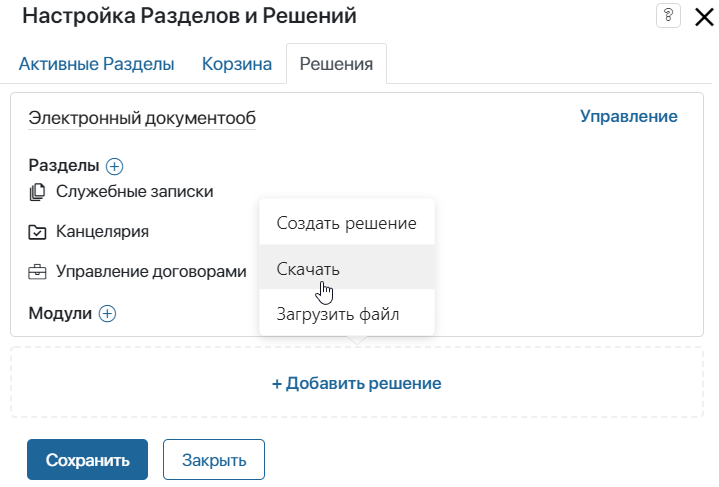 Настройка Разделов и Решений
?
Активные Разделы Корзина Решения
Электронный документооб Управление
Разделы
Служебные записки
Канцелярия
Управление договорами
Модули
Создать решение
Скачать
Загрузить файл
+ Добавить решение
Сохранить Закрыть